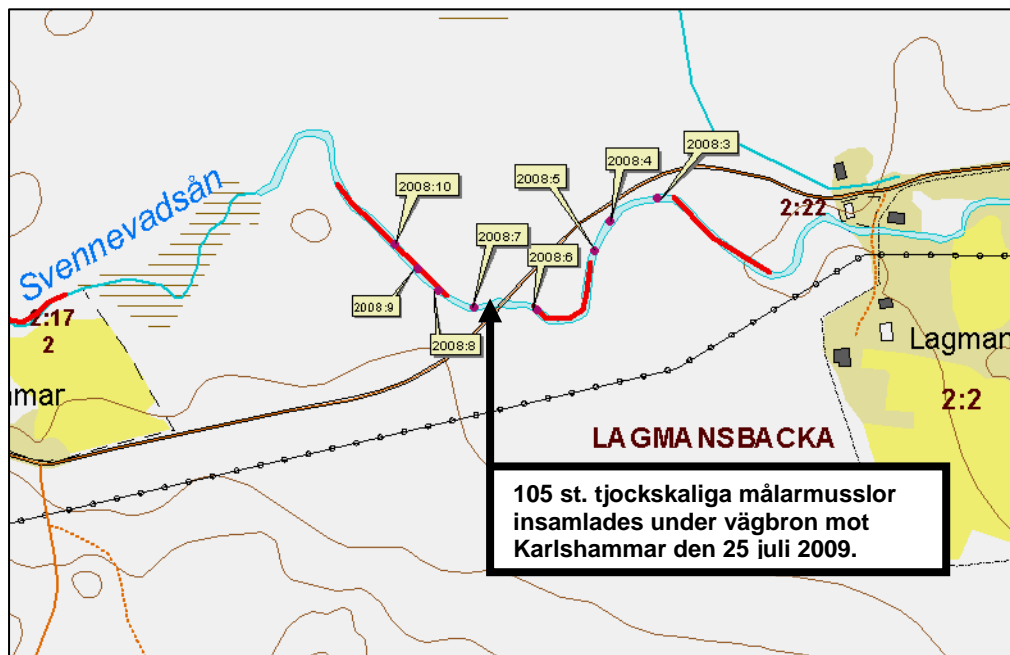 2008:3
2008:4
2008:10
2008:5
2:22
Svennevadsån
2008:7
2008:6
2008:9
2:17
2
2008:8
Lagman
mmar
2:2
LAGMANSBACKA
105 st. tjockskaliga målarmusslor
insamlades under vägbron mot
Karlshammar den 25 juli 2009.